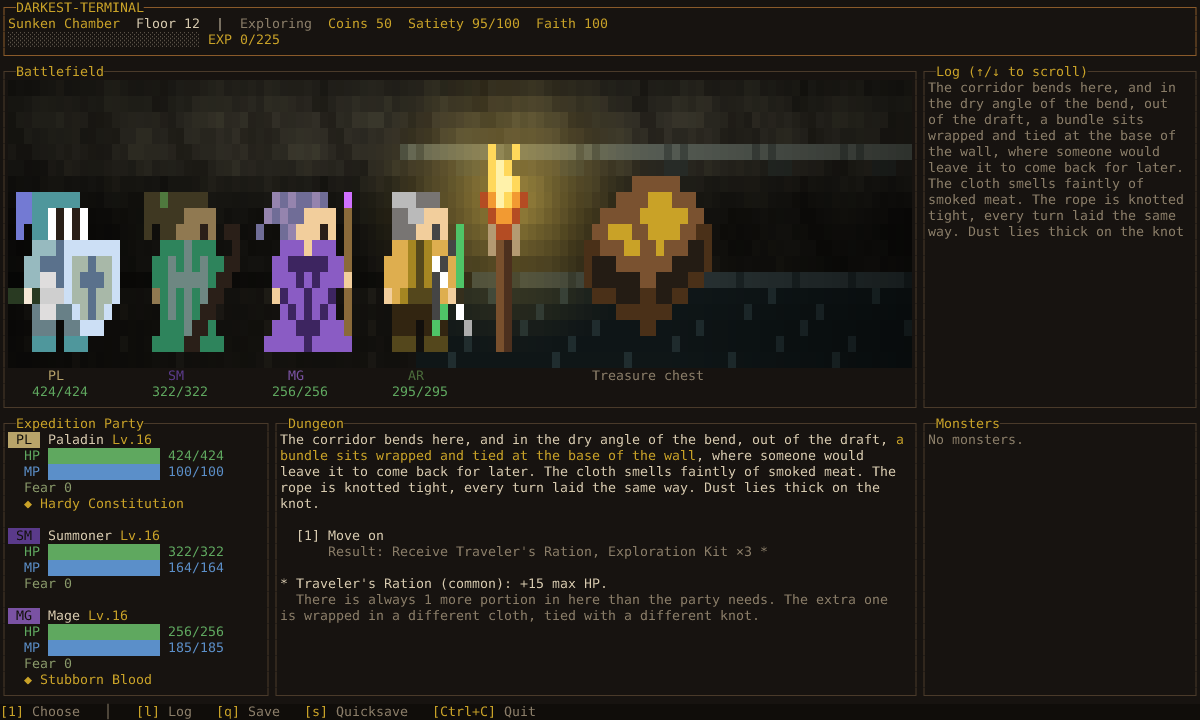 DARKEST-TERMINAL
Sunken Chamber  Floor 12  |  Exploring  Coins 50  Satiety 95/100  Faith 100
EXP 0/225
Battlefield
PL SM MG AR Treasure chest
424/424 322/322 256/256 295/295
Log (↑/↓ to scroll)
The corridor bends here, and in
the dry angle of the bend, out
of the draft, a bundle sits
wrapped and tied at the base of
the wall, where someone would
leave it to come back for later.
The cloth smells faintly of
smoked meat. The rope is knotted
tight, every turn laid the same
way. Dust lies thick on the knot
Expedition Party
PL Paladin Lv.16
HP 424/424
MP 100/100
Fear 0
◆ Hardy Constitution
SM Summoner Lv.16
HP 322/322
MP 164/164
Fear 0
MG Mage Lv.16
HP 256/256
MP 185/185
Fear 0
◆ Stubborn Blood
Dungeon
The corridor bends here, and in the dry angle of the bend, out of the draft, a
bundle sits wrapped and tied at the base of the wall, where someone would
leave it to come back for later. The cloth smells faintly of smoked meat. The
rope is knotted tight, every turn laid the same way. Dust lies thick on the
knot.
[1] Move on
Result: Receive Traveler's Ration, Exploration Kit ×3 *
* Traveler's Ration (common): +15 max HP.
There is always 1 more portion in here than the party needs. The extra one
is wrapped in a different cloth, tied with a different knot.
Monsters
No monsters.
[1] Choose  |  [l] Log  [q] Save  [s] Quicksave  [Ctrl+C] Quit